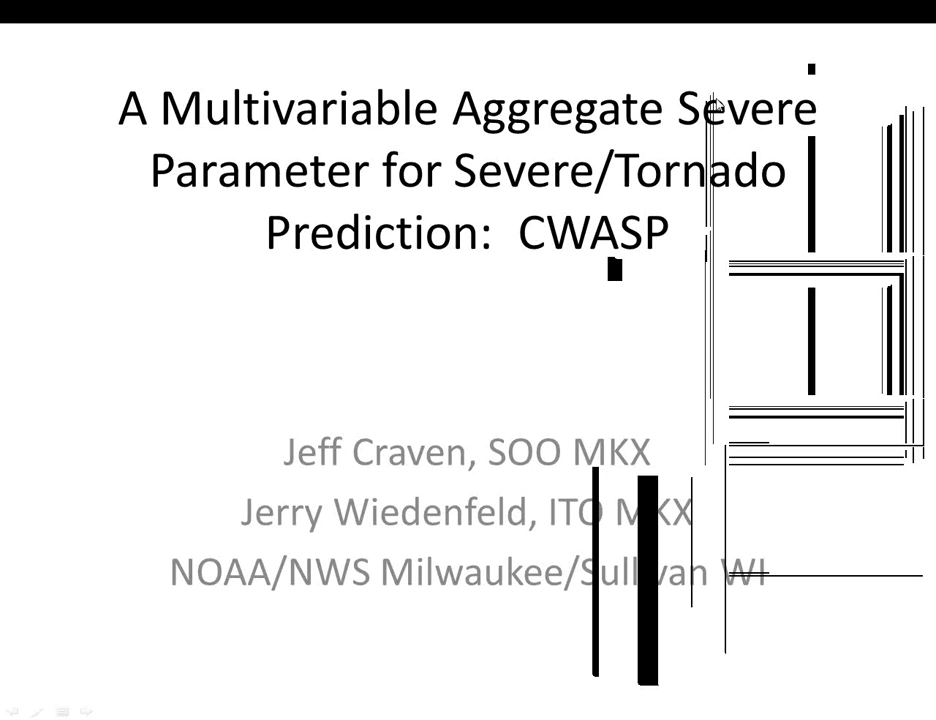 A Multivariable Aggregate Severe
Parameter for Severe/Tornado
Prediction:  CWASP
Jeff Craven, SOO MKX
Jerry Wiedenfeld, ITO MKX
NOAA/NWS Milwaukee/Sullivan WI